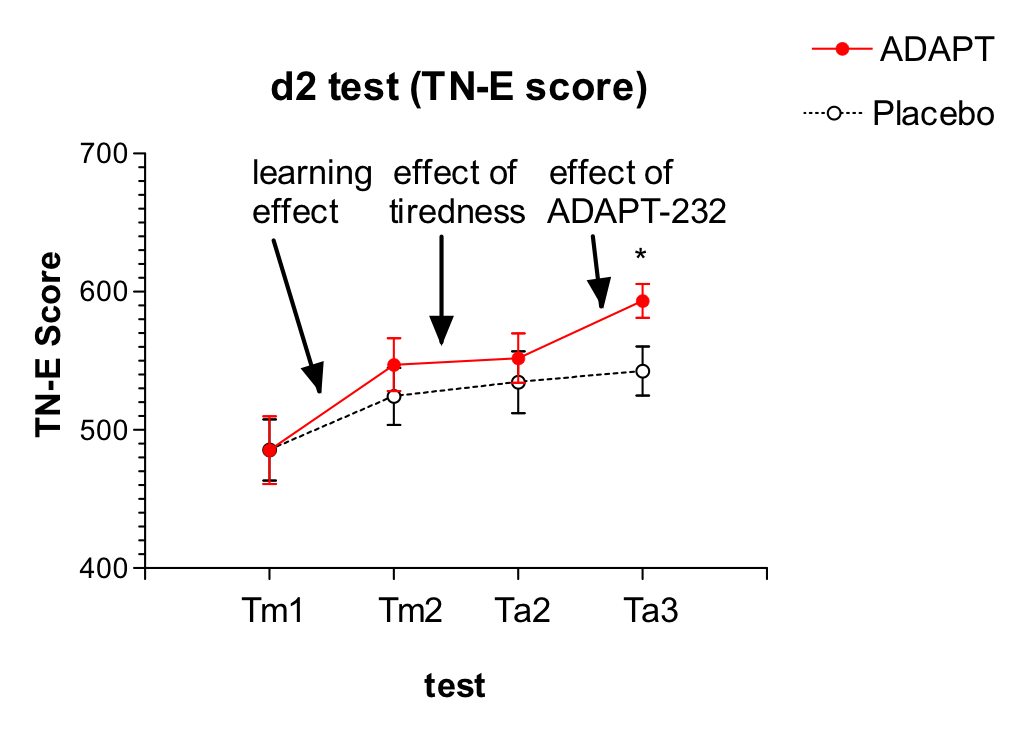 ADAPT
Placebo
d2 test (TN-E score)
learning effect of effect of
effect tiredness ADAPT-232
*
TN-E Score
700
600
500
400
Tm1 Tm2 Ta2 Ta3
test